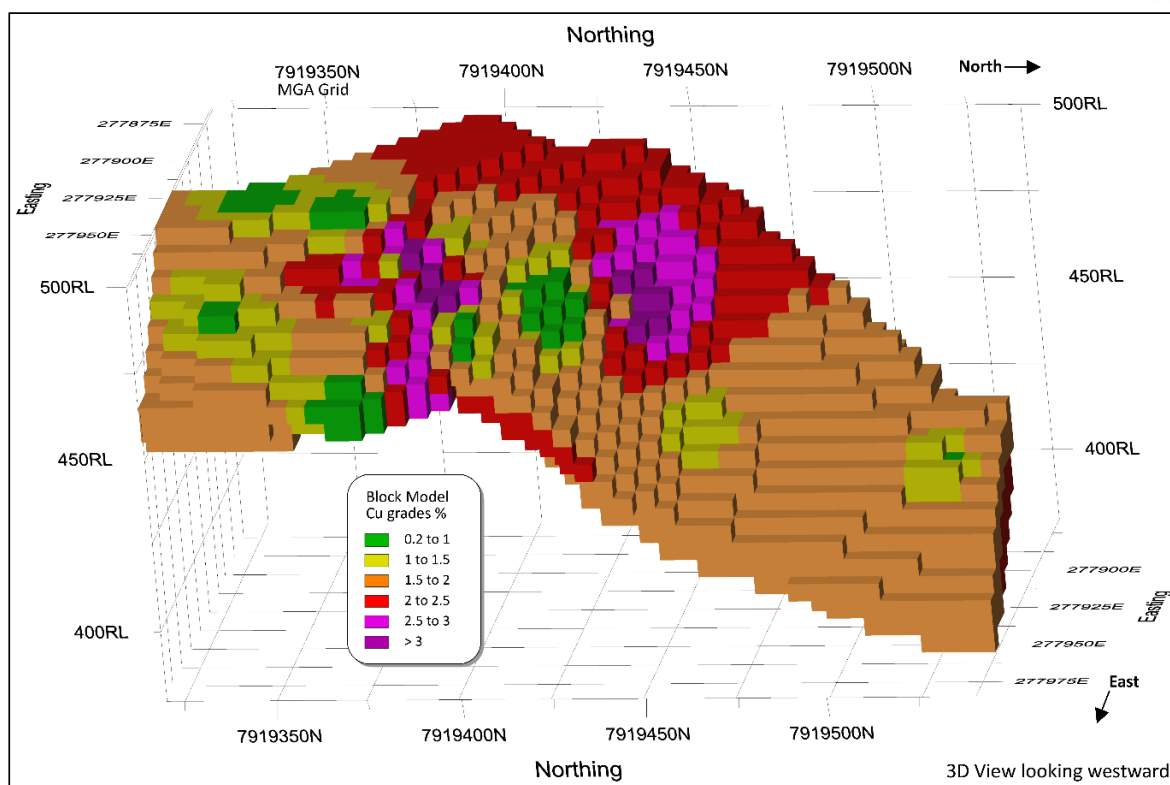 Northing
7919350N 7919400N 7919450N 7919500N North
MGA Grid
500RL
277875E
277900E
277925E
Easting
277950E
500RL
450RL
450RL
400RL
400RL
Block Model
Cu grades %
0.2 to 1
1 to 1.5
1.5 to 2
2 to 2.5
2.5 to 3
> 3
277900E
277925E
Easting
277950E
277975E
East
7919350N 7919400N 7919450N 7919500N
Northing
3D View looking westward